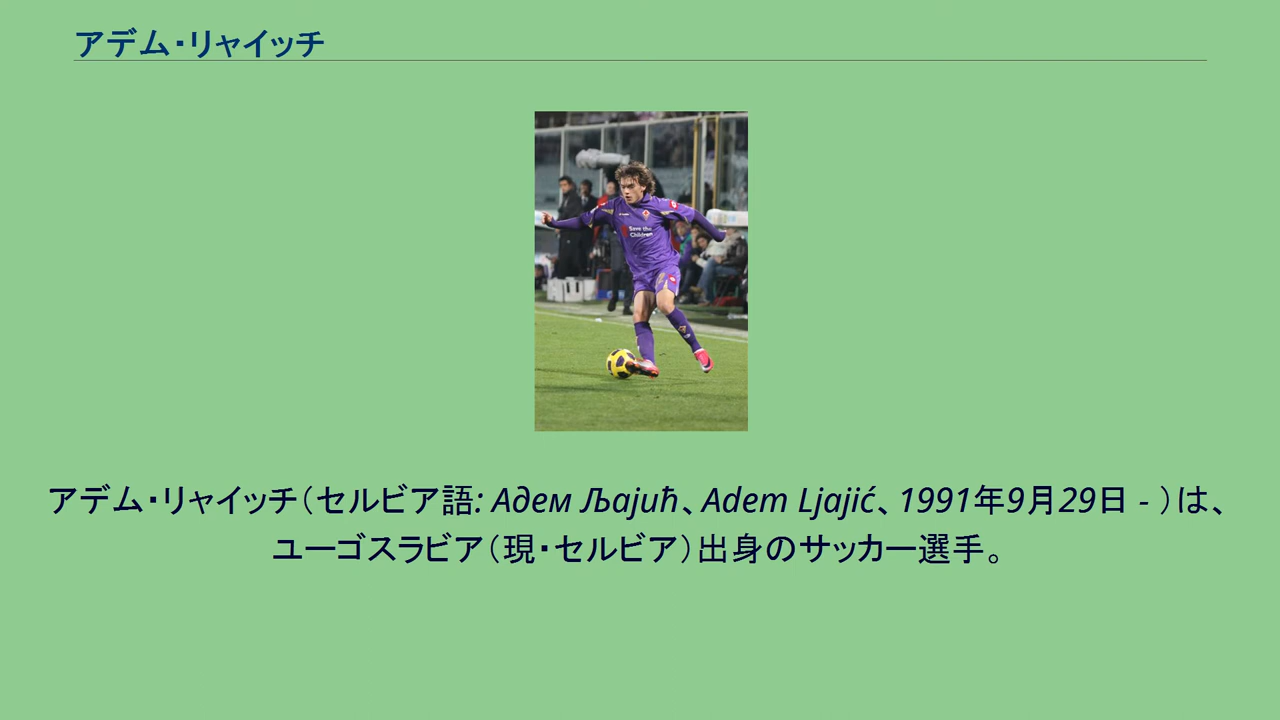 アデム・リャイッチ
Save the
Children
アデム・リャイッチ（セルビア語: Адем Љајић、Adem Ljajić、1991年9月29日 - ）は、
ユーゴスラビア（現・セルビア）出身のサッカー選手。